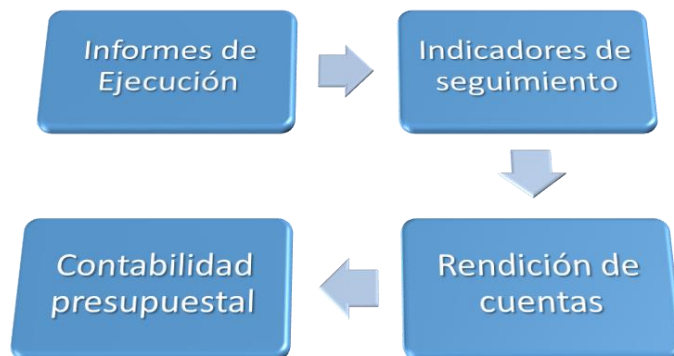 Informes de
Ejecución
Indicadores de
seguimiento
Rendición de
cuentas
Contabilidad
presupuestal